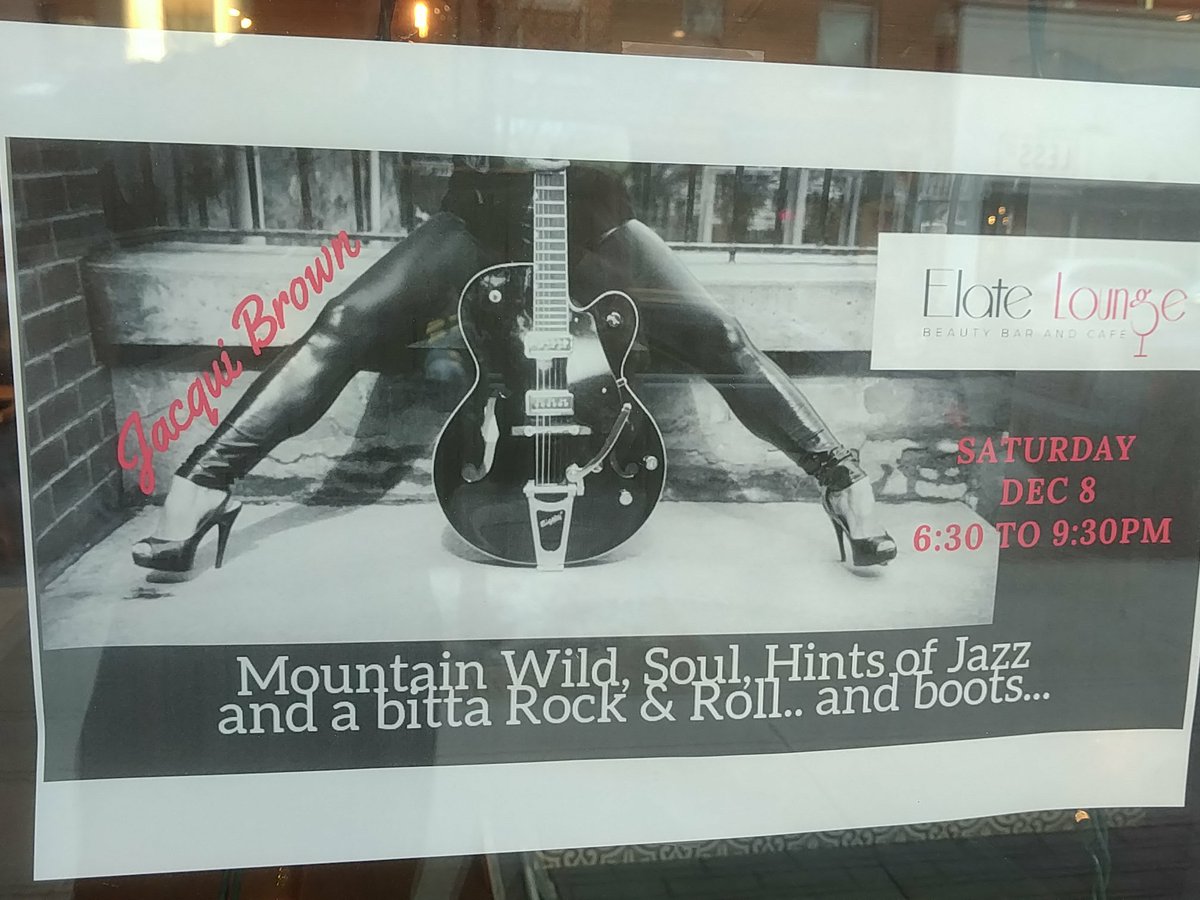 Jacqui Brown
Elate Lounge
BEAUTY BAR AND CAFE
SATURDAY
DEC 8
6:30 TO 9:30PM
Mountain Wild, Soul, Hints of Jazz
and a bitta Rock & Roll.. and boots...